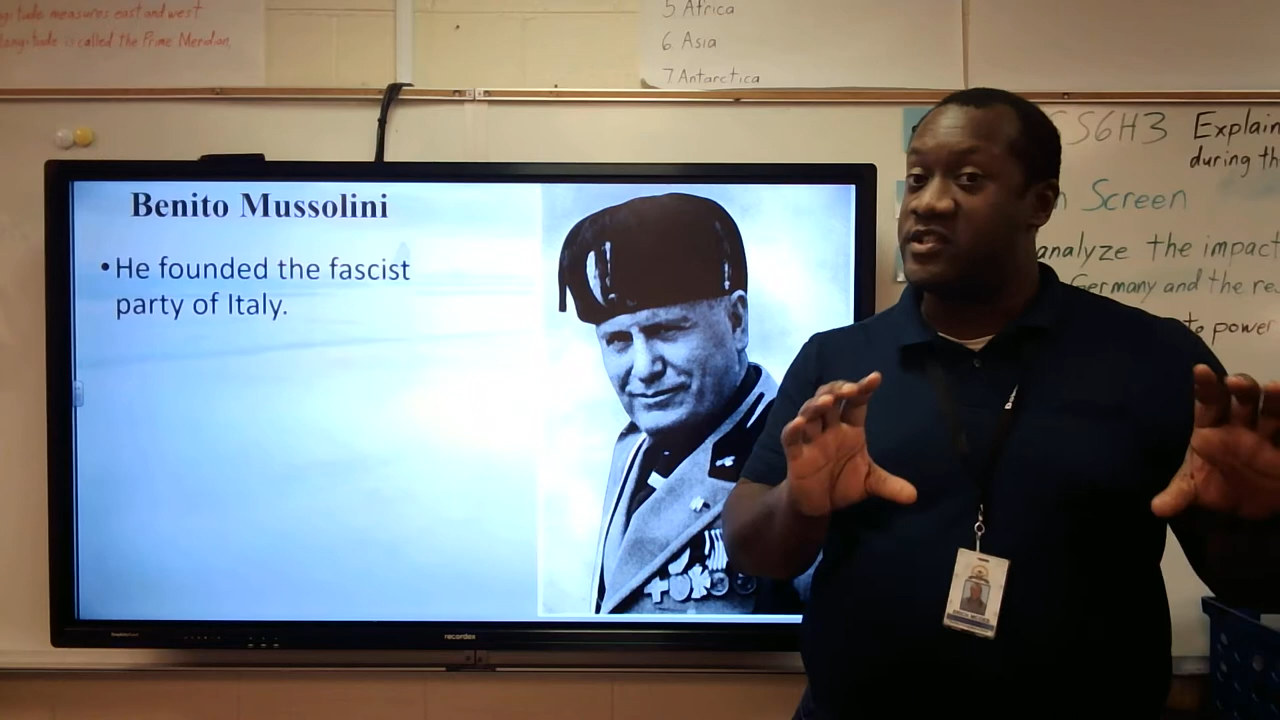 gitude measures east and west
longitude is called the Prime Meridian,
5. Africa
6. Asia
7. Antarctica
SS6H3 Explain
during th
n Screen
analyze the impact
Germany and the re
to power
Benito Mussolini
• He founded the fascist
party of Italy.
recordex